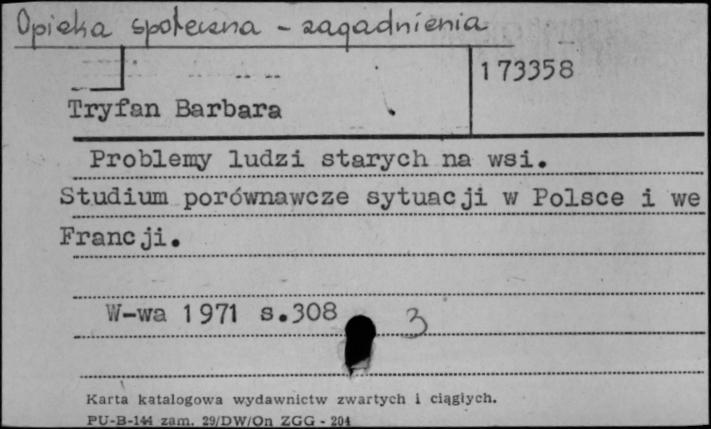 Opieka społeczna - zagadnienia
173358
Tryfan Barbara
Problemy ludzi starych na wsi.
Studium porównawcze sytuacji w Polsce i we
Francji.
W-wa 1971 s.308
3
Karta katalogowa wydawnictw zwartych i ciągłych.
PU-B-144 zam. 29/DW/On ZGG - 204